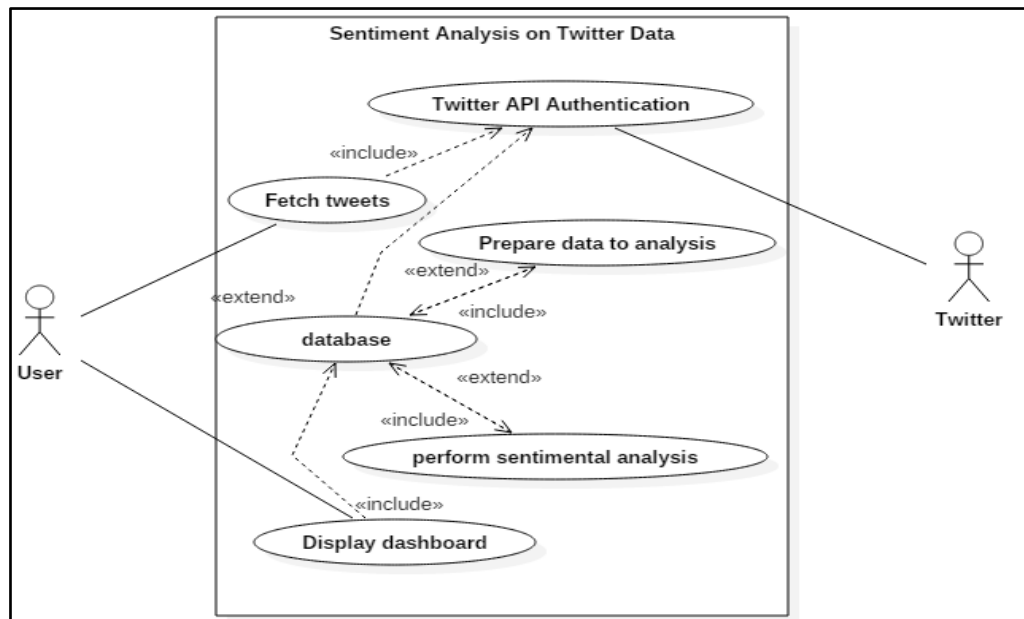 Sentiment Analysis on Twitter Data
Twitter API Authentication
«include»
Fetch tweets
Prepare data to analysis
«extend»
«extend»
«include»
database
User
Twitter
«extend»
«include»
perform sentimental analysis
«include»
Display dashboard